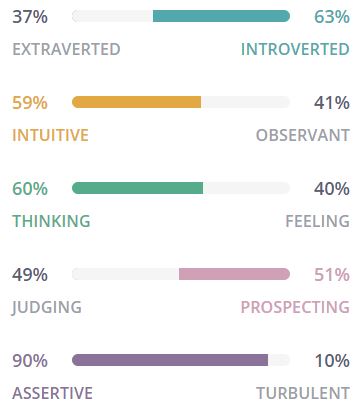 37% 63%
EXTRAVERTED INTROVERTED
59% 41%
INTUITIVE OBSERVANT
60% 40%
THINKING FEELING
49% 51%
JUDGING PROSPECTING
90% 10%
ASSERTIVE TURBULENT